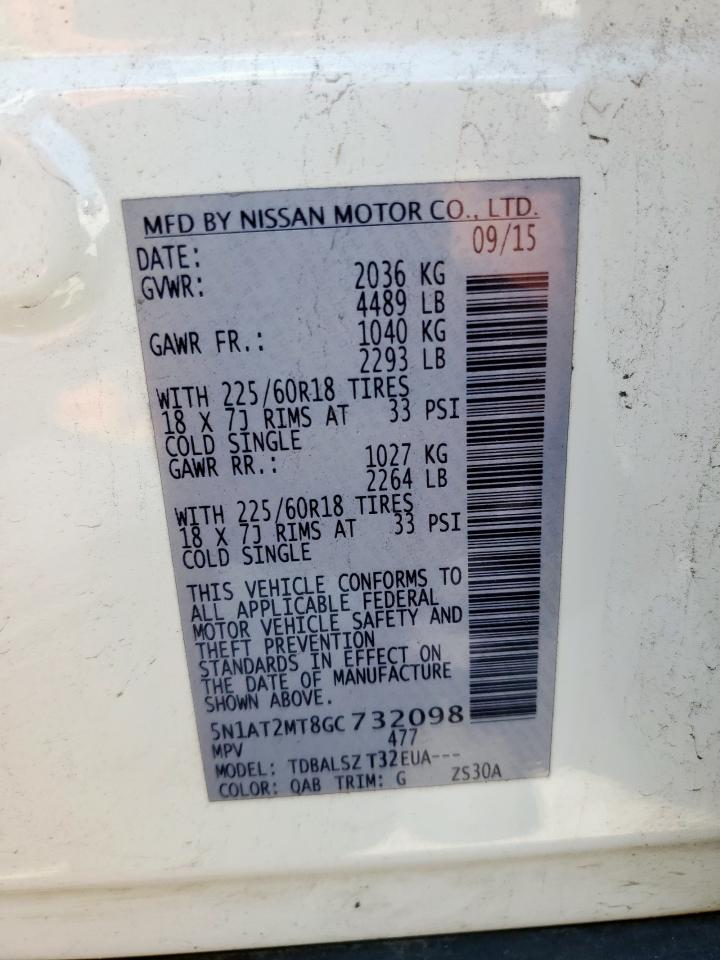 MFD BY NISSAN MOTOR CO., LTD.
DATE: 09/15
GVWR: 2036 KG
4489 LB
GAWR FR.: 1040 KG
2293 LB
WITH 225/60R18 TIRES
18 X 7J RIMS AT 33 PSI
COLD SINGLE
GAWR RR.: 1027 KG
2264 LB
WITH 225/60R18 TIRES
18 X 7J RIMS AT 33 PSI
COLD SINGLE
THIS VEHICLE CONFORMS TO
ALL APPLICABLE FEDERAL
MOTOR VEHICLE SAFETY AND
THEFT PREVENTION
STANDARDS IN EFFECT ON
THE DATE OF MANUFACTURE
SHOWN ABOVE.
5N1AT2MT8GC732098
MPV 477
MODEL: TDBALSZ T32EUA---
COLOR: QAB TRIM: G ZS30A